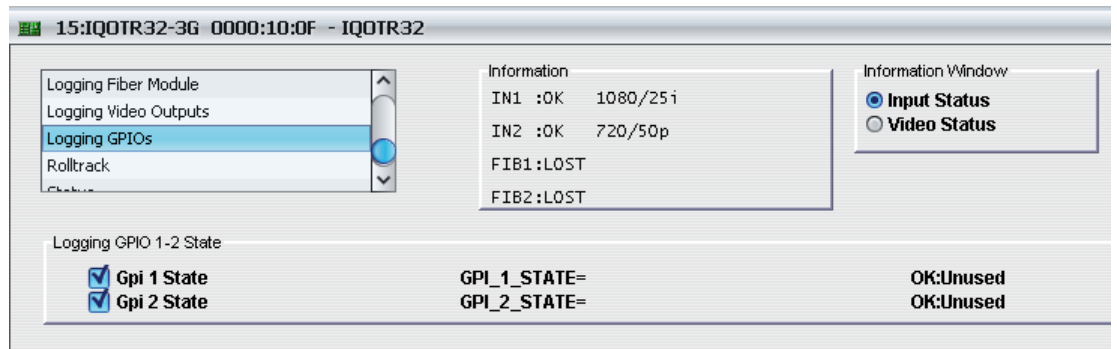 15:IQOTR32-3G 0000:10:0F - IQOTR32
Logging Fiber Module
Logging Video Outputs
Logging GPIOs
Rolltrack
Status
Information
IN1 :OK 1080/25i
IN2 :OK 720/50p
FIB1:LOST
FIB2:LOST
Information Window
Input Status
Video Status
Logging GPIO 1-2 State
Gpi 1 State GPI_1_STATE= OK:Unused
Gpi 2 State GPI_2_STATE= OK:Unused